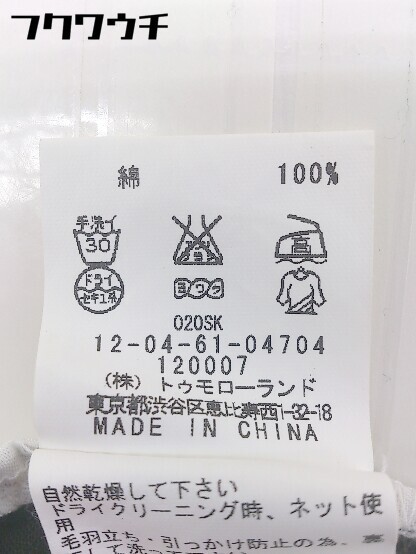 フクワウチ
綿 100%
手洗イ
30
高
ドライ
セキユ系
ヨワク
020SK
12-04-61-04704
120007
(株) トゥモローランド
東京都渋谷区恵比寿西1-32-18
MADE IN CHINA
自然乾燥して下さい
ドライクリーニング時、ネット使
用
毛羽立ち・引っかけ防止の為、裏